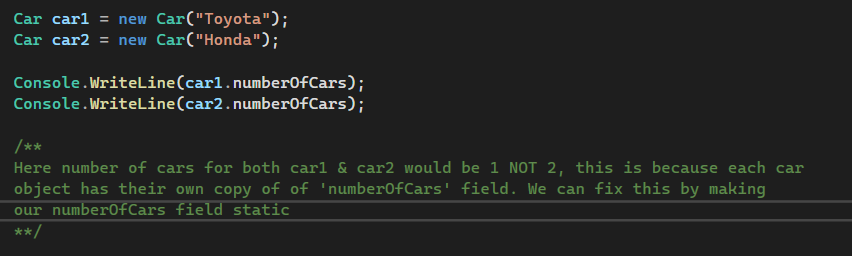 Car car1 = new Car("Toyota");
Car car2 = new Car("Honda");
Console.WriteLine(car1.numberOfCars);
Console.WriteLine(car2.numberOfCars);
/**
Here number of cars for both car1 & car2 would be 1 NOT 2, this is because each car
object has their own copy of of 'numberOfCars' field. We can fix this by making
our numberOfCars field static
**/